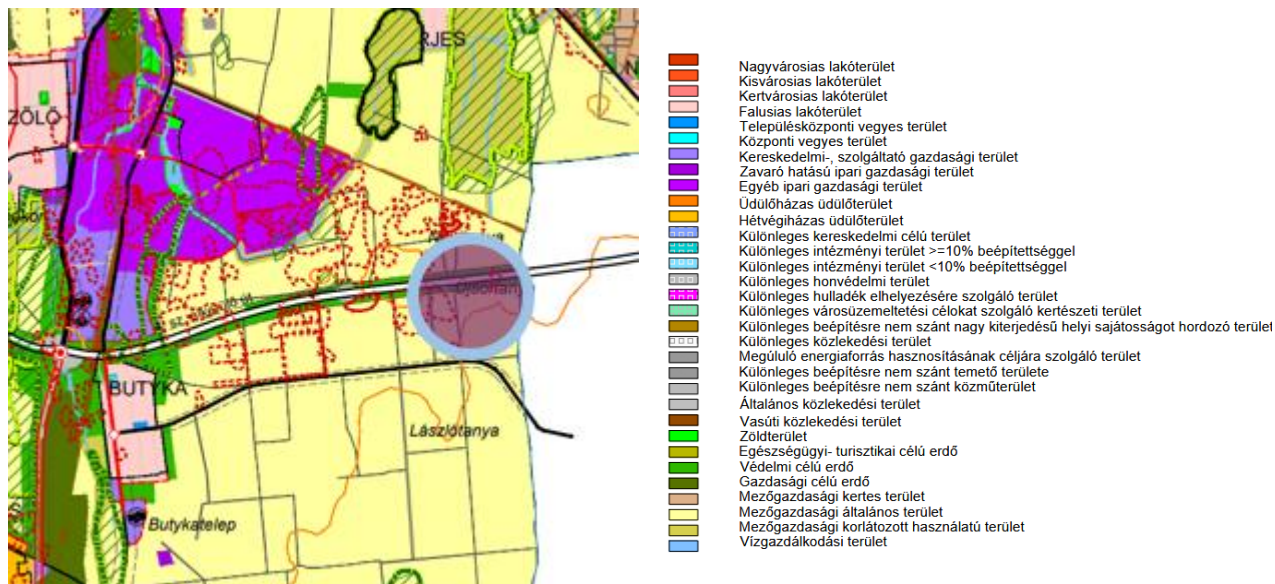 RJES
ZŐLŐ
sz. elkerülő út
BUTYKA
Lászlótanya
Butykatelep
Nagyvárosias lakóterület
Kisvárosias lakóterület
Kertvárosias lakóterület
Falusias lakóterület
Településközponti vegyes terület
Központi vegyes terület
Kereskedelmi-, szolgáltató gazdasági terület
Zavaró hatású ipari gazdasági terület
Egyéb ipari gazdasági terület
Üdülőházas üdülőterület
Hétvégiházas üdülőterület
Különleges kereskedelmi célú terület
Különleges intézményi terület >=10% beépítettséggel
Különleges intézményi terület <10% beépítettséggel
Különleges honvédelmi terület
Különleges hulladék elhelyezésére szolgáló terület
Különleges városüzemeltetési célokat szolgáló kertészeti terület
Különleges beépítésre nem szánt nagy kiterjedésű helyi sajátosságot hordozó terület
Különleges közlekedési terület
Megúluló energiaforrás hasznosításának céljára szolgáló terület
Különleges beépítésre nem szánt temető területe
Különleges beépítésre nem szánt közműterület
Általános közlekedési terület
Vasúti közlekedési terület
Zöldterület
Egészségügyi- turisztikai célú erdő
Védelmi célú erdő
Gazdasági célú erdő
Mezőgazdasági kertes terület
Mezőgazdasági általános terület
Mezőgazdasági korlátozott használatú terület
Vízgazdálkodási terület